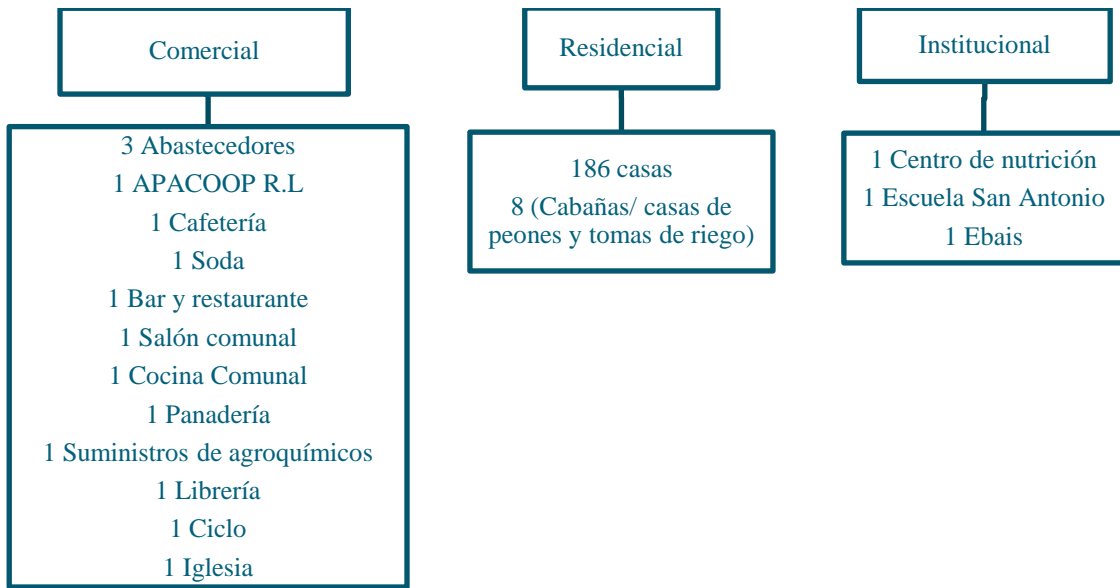 Comercial
3 Abastecedores
1 APACOOP R.L
1 Cafetería
1 Soda
1 Bar y restaurante
1 Salón comunal
1 Cocina Comunal
1 Panadería
1 Suministros de agroquímicos
1 Librería
1 Ciclo
1 Iglesia
Residencial
186 casas
8 (Cabañas/ casas de
peones y tomas de riego)
Institucional
1 Centro de nutrición
1 Escuela San Antonio
1 Ebais